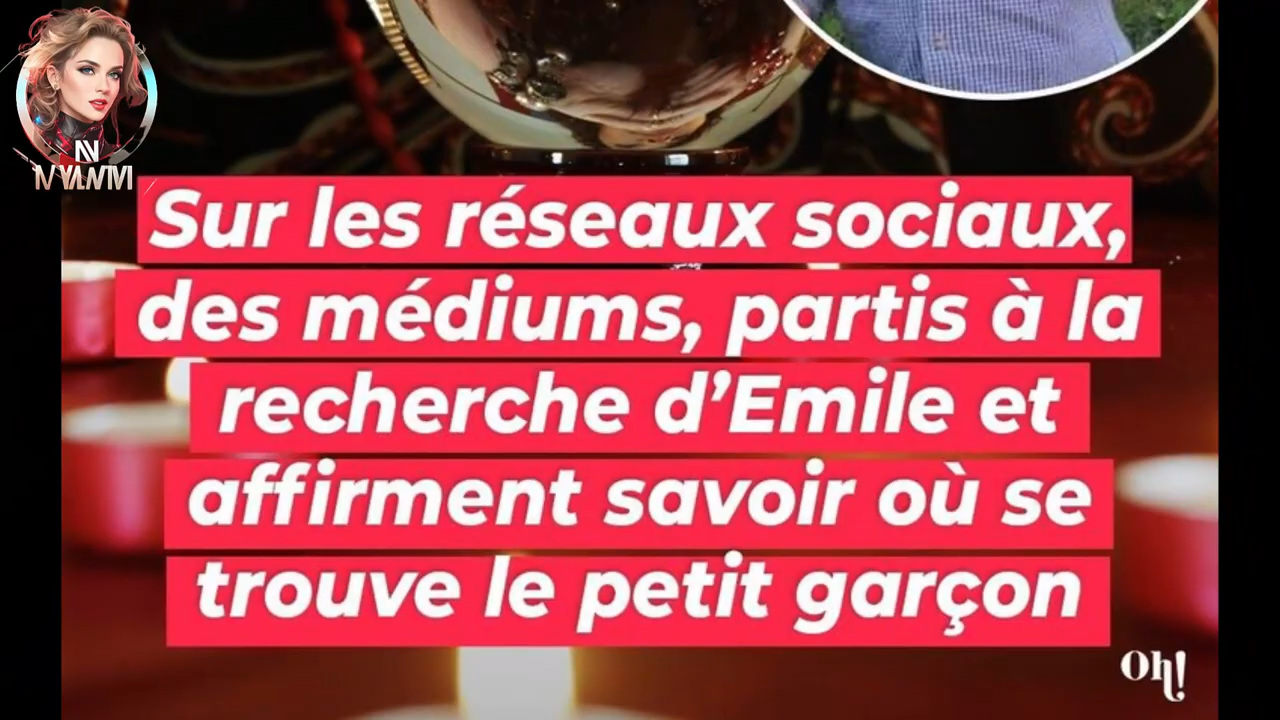 Sur les réseaux sociaux,
des médiums, partis à la
recherche d'Emile et
affirment savoir où se
trouve le petit garçon
Oh!